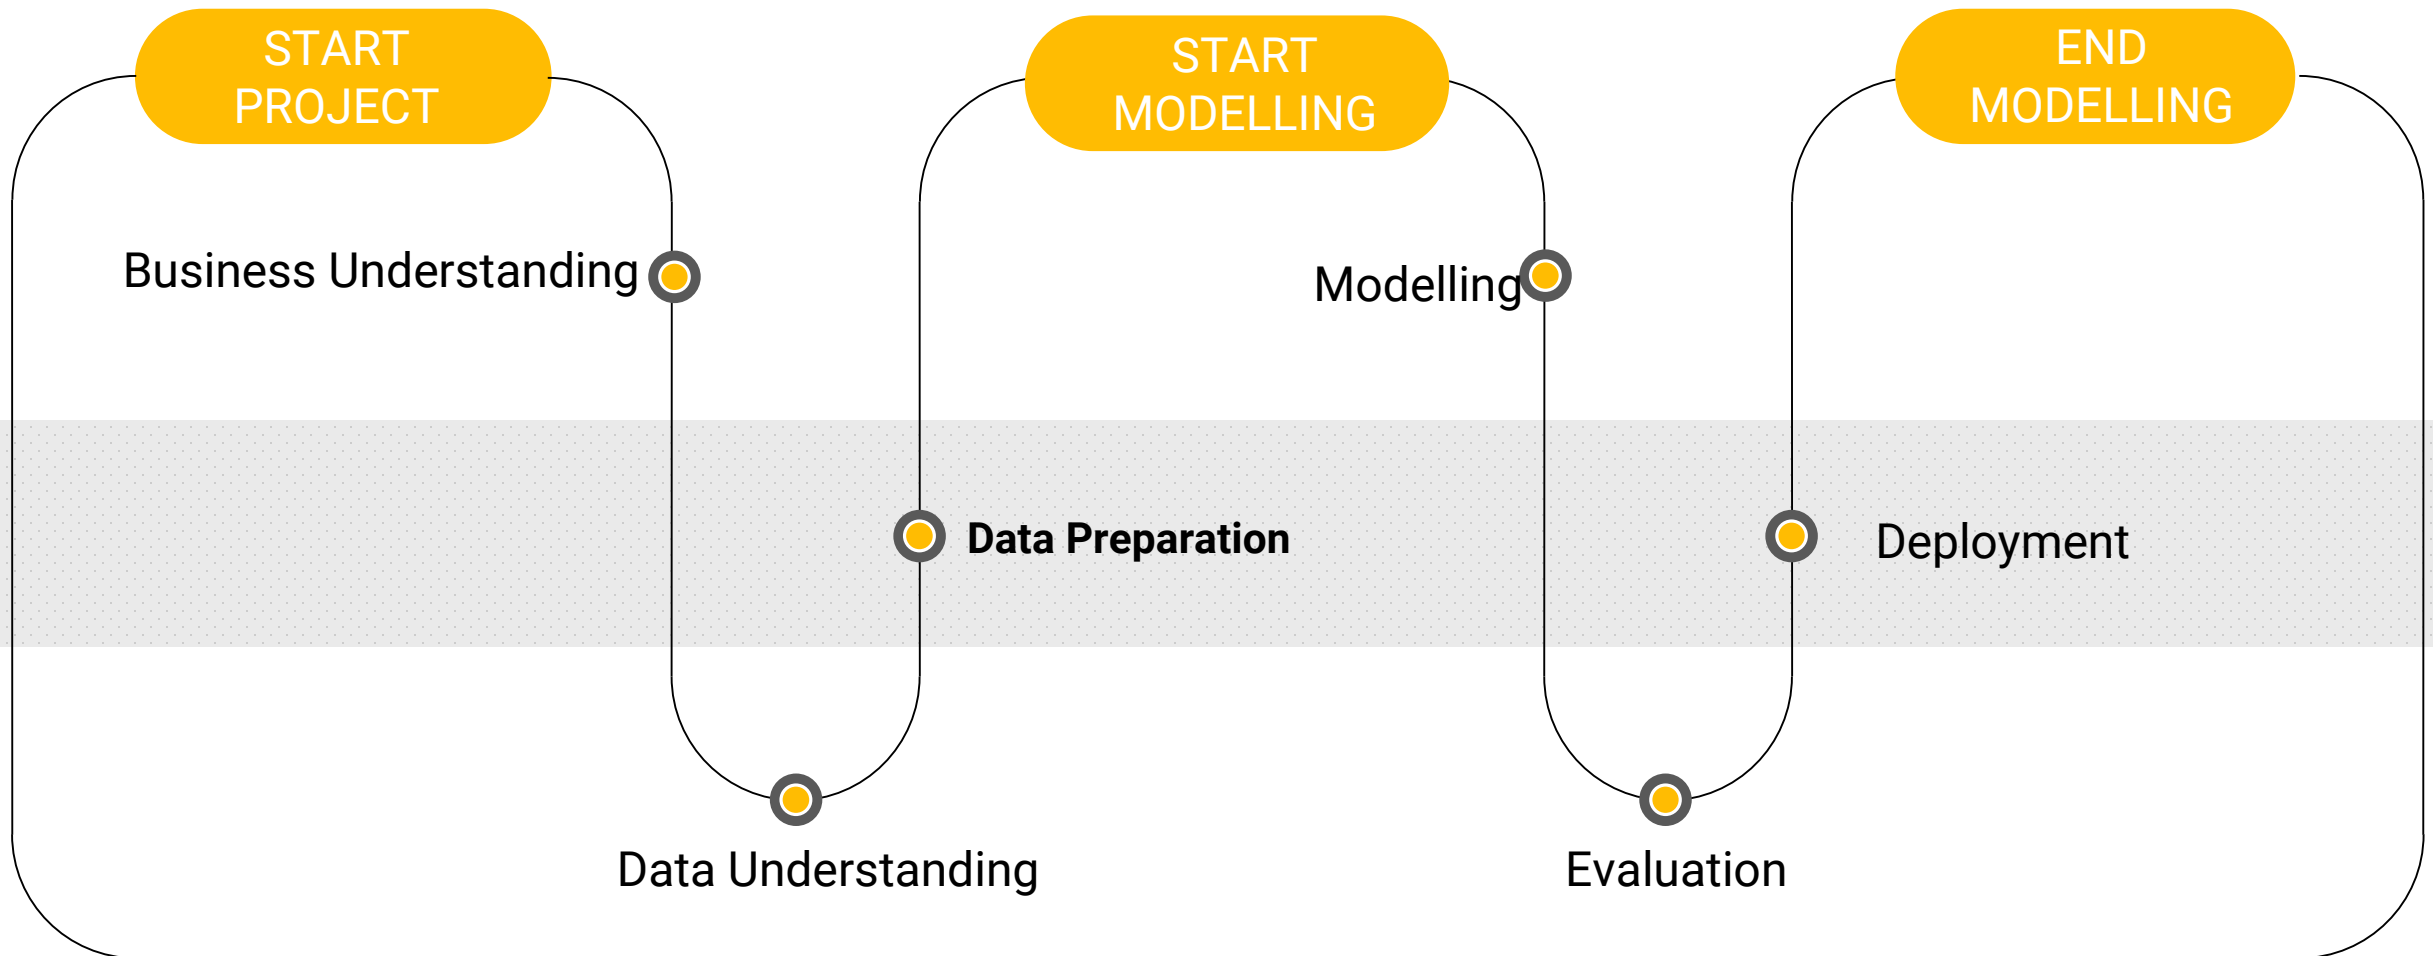 START
PROJECT
START
MODELLING
END
MODELLING
Business Understanding
Modelling
Data Preparation
Deployment
Data Understanding
Evaluation